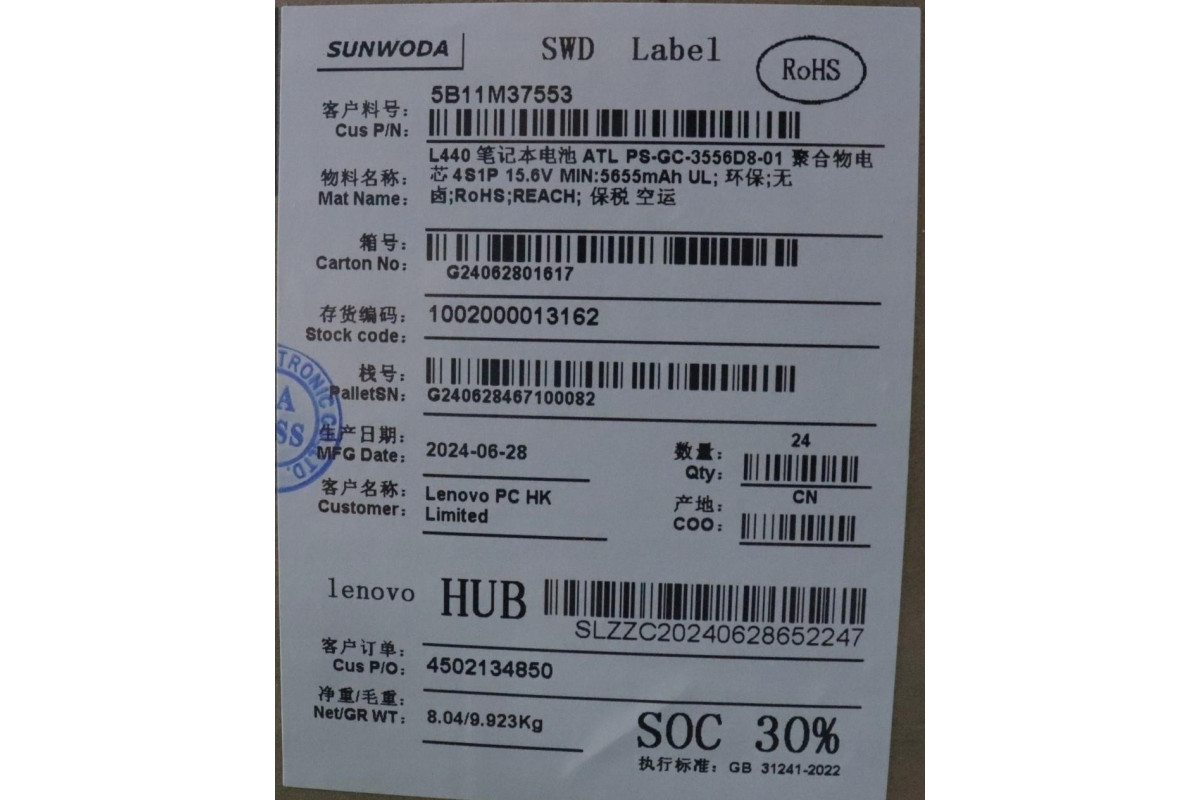 SUNWODA SWD Label RoHS
5B11M37553
客户料号:
Cus P/N:
L440 笔记本电池 ATL PS-GC-3556D8-01 聚合物电
芯 4S1P 15.6V MIN:5655mAh UL; 环保;无
卤;RoHS;REACH; 保税 空运
物料名称:
Mat Name:
箱号:
Carton No:
G24062801617
存货编码:
Stock code:
1002000013162
栈号:
PalletSN:
G240628467100082
生产日期:
MFG Date:
2024-06-28
数量:
Qty:
24
客户名称:
Customer:
Lenovo PC HK
Limited
产地:
COO:
CN
lenovo HUB
SLZZC20240628652247
客户订单:
Cus P/O:
4502134850
净重/毛重:
Net/GR WT:
8.04/9.923Kg
SOC 30%
执行标准: GB 31241-2022